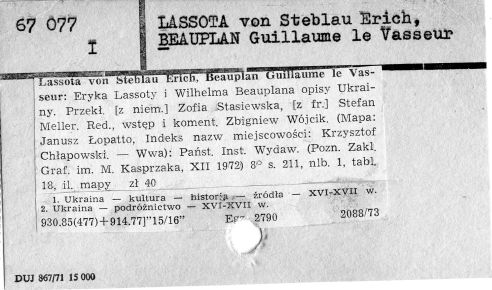 67 077
I
LASSOTA von Steblau Erich,
BEAUPLAN Guillaume le Vasseur
Lassota von Steblau Erich, Beauplan Guillaume le Vas-
seur: Eryka Lassoty i Wilhelma Beauplana opisy Ukrai-
ny. Przekł. [z niem.] Zofia Stasiewska, [z fr.] Stefan
Meller. Red., wstęp i koment. Zbigniew Wójcik. (Mapa:
Janusz Łopatto, Indeks nazw miejscowości: Krzysztof
Chłapowski. — Wwa): Państ. Inst. Wydaw. (Pozn. Zakł.
Graf. im. M. Kasprzaka, XII 1972) 8° s. 211, nlb. 1, tabl.
18, il. mapy zł 40
1. Ukraina — kultura — historia — źródła — XVI-XVII w.
2. Ukraina — podróżnictwo — XVI-XVII w.
930.85(477)+914.77]"15/16" Egz. 2790 2088/73
DUJ 867/71 15 000